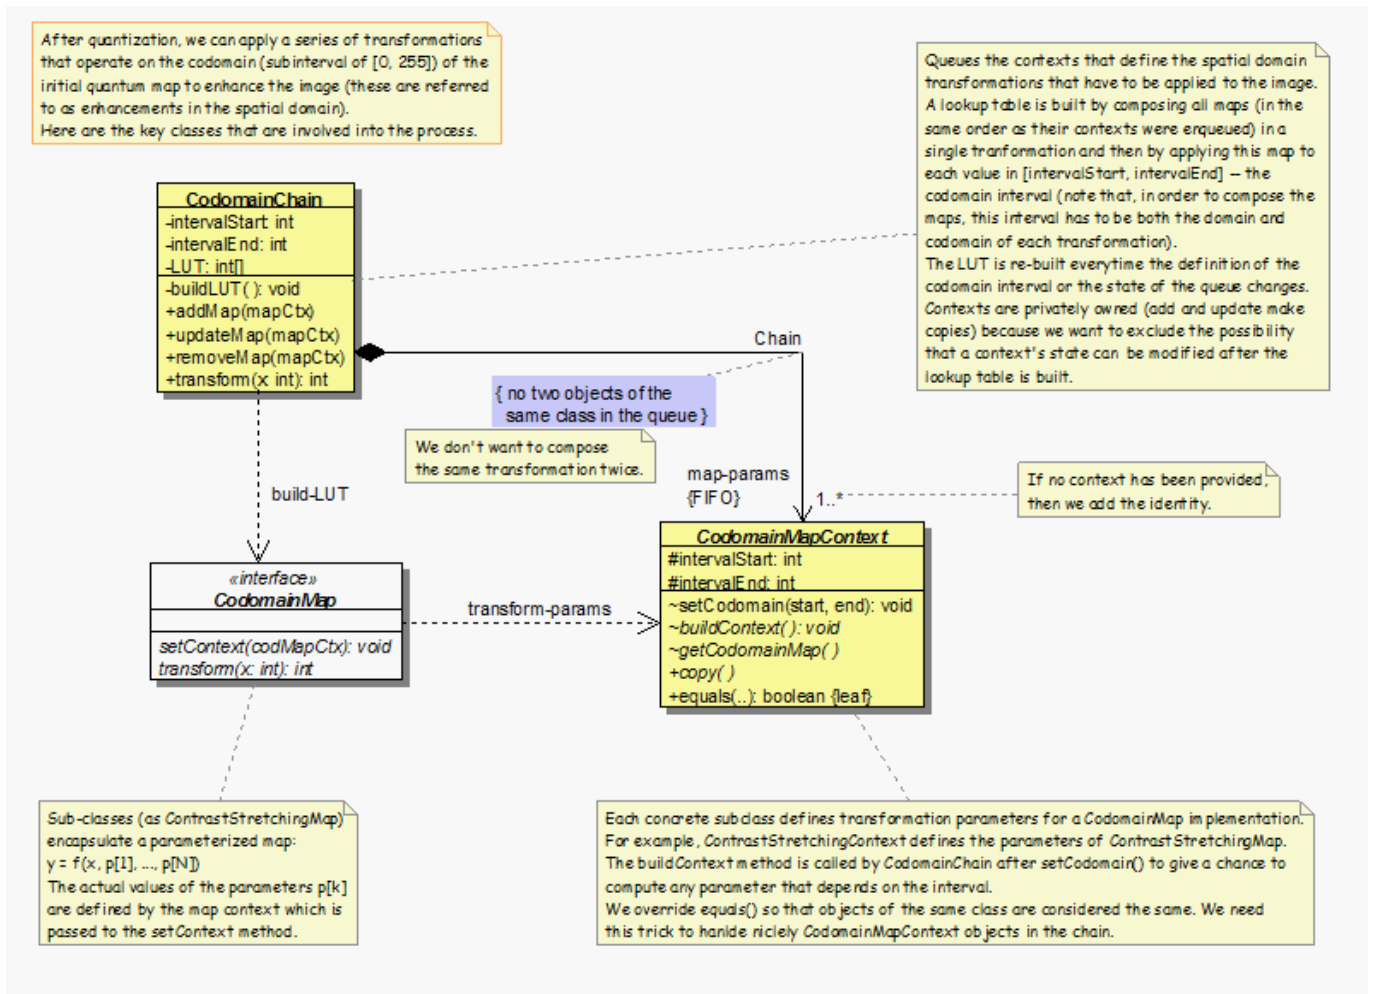 After quantization, we can apply a series of transformations
that operate on the codomain (subinterval of [0, 255]) of the
initial quantum map to enhance the image (these are referred
to as enhancements in the spatial domain).
Here are the key classes that are involved into the process.
Queues the contexts that define the spatial domain
transformations that have to be applied to the image.
A lookup table is built by composing all maps (in the
same order as their contexts were enqueued) in a
single tranformation and then by applying this map to
each value in [intervalStart, intervalEnd] -- the
codomain interval (note that, in order to compose the
maps, this interval has to be both the domain and
codomain of each transformation).
The LUT is re-built everytime the definition of the
codomain interval or the state of the queue changes.
Contexts are privately owned (add and update make
copies) because we want to exclude the possibility
that a context's state can be modified after the
lookup table is built.
CodomainChain
-intervalStart: int
-intervalEnd: int
-LUT: int[]
-buildLUT( ): void
+addMap(mapCtx)
+updateMap(mapCtx)
+removeMap(mapCtx)
+transform(x: int): int
Chain
{ no two objects of the
same class in the queue }
We don't want to compose
the same transformation twice.
map-params
{FIFO}
1..*
If no context has been provided,
then we add the identity.
build-LUT
«interface»
CodomainMap
setContext(codMapCtx): void
transform(x: int): int
transform-params
CodomainMapContext
#intervalStart: int
#intervalEnd: int
~setCodomain(start, end): void
~buildContext( ): void
~getCodomainMap( )
+copy( )
+equals(..): boolean {leaf}
Sub-classes (as ContrastStretchingMap)
encapsulate a parameterized map:
y = f(x, p[1], ..., p[N])
The actual values of the parameters p[k]
are defined by the map context which is
passed to the setContext method.
Each concrete subclass defines transformation parameters for a CodomainMap implementation.
For example, ContrastStretchingContext defines the parameters of ContrastStretchingMap.
The buildContext method is called by CodomainChain after setCodomain() to give a chance to
compute any parameter that depends on the interval.
We override equals() so that objects of the same class are considered the same. We need
this trick to hanlde niclely CodomainMapContext objects in the chain.